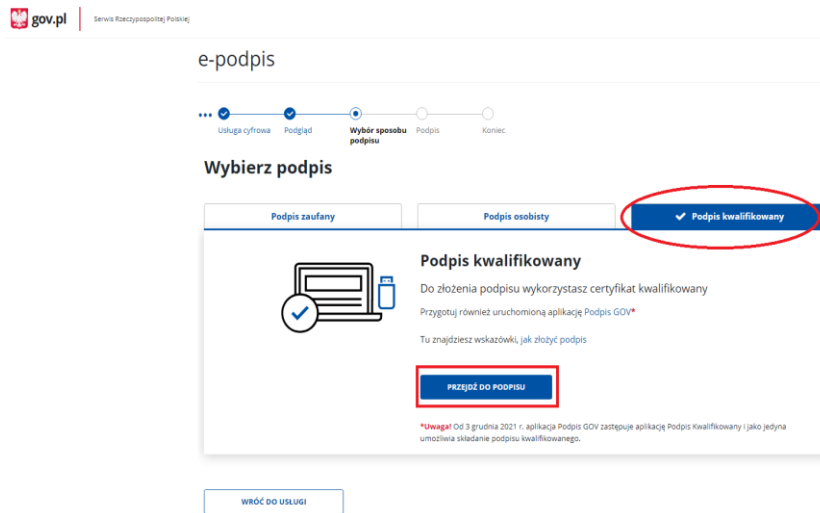 gov.pl
Serwis Rzeczypospolitej Polskiej
e-podpis
Usługa cyfrowa
Podgląd
Wybór sposobu podpisu
Podpis
Koniec
Wybierz podpis
Podpis zaufany
Podpis osobisty
Podpis kwalifikowany
Podpis kwalifikowany
Do złożenia podpisu wykorzystasz certyfikat kwalifikowany
Przygotuj również uruchomioną aplikację Podpis GOV*
Tu znajdziesz wskazówki, jak złożyć podpis
PRZEJDŹ DO PODPISU
*Uwaga! Od 3 grudnia 2021 r. aplikacja Podpis GOV zastępuje aplikację Podpis Kwalifikowany i jako jedyna
umożliwia składanie podpisu kwalifikowanego.
WRÓĆ DO USŁUGI